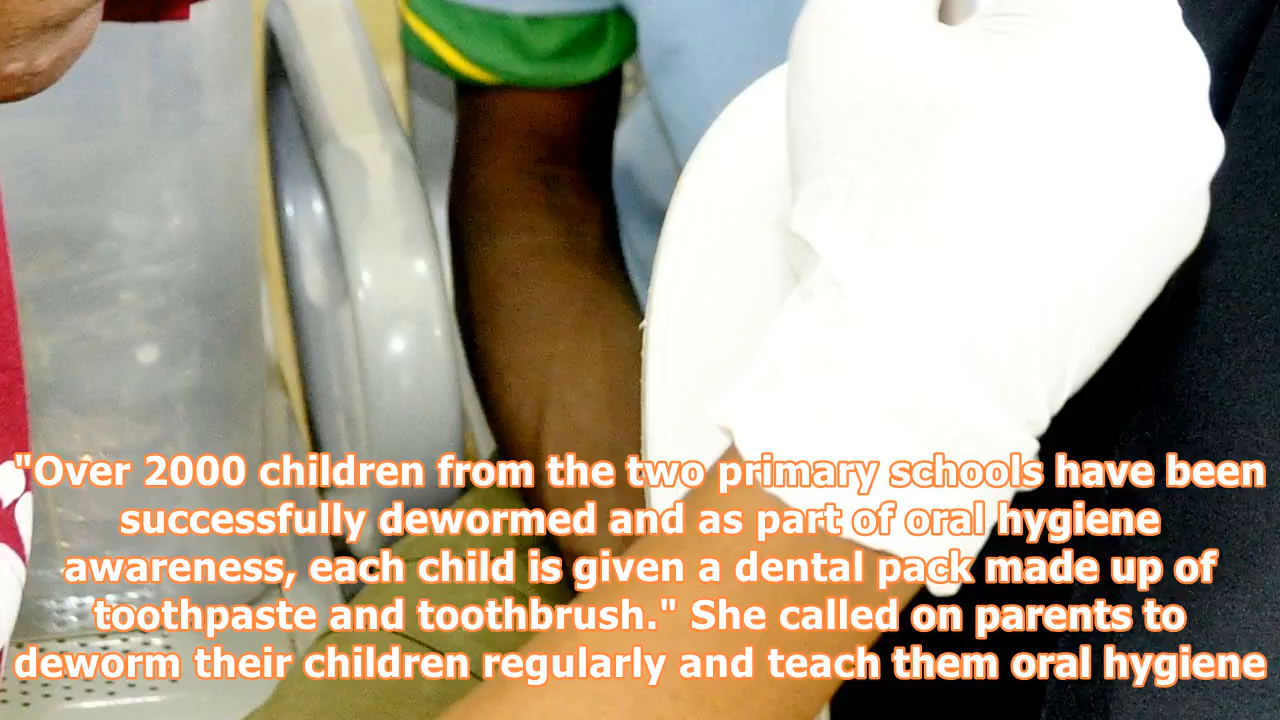 "Over 2000 children from the two primary schools have been
successfully dewormed and as part of oral hygiene
awareness, each child is given a dental pack made up of
toothpaste and toothbrush." She called on parents to
deworm their children regularly and teach them oral hygiene